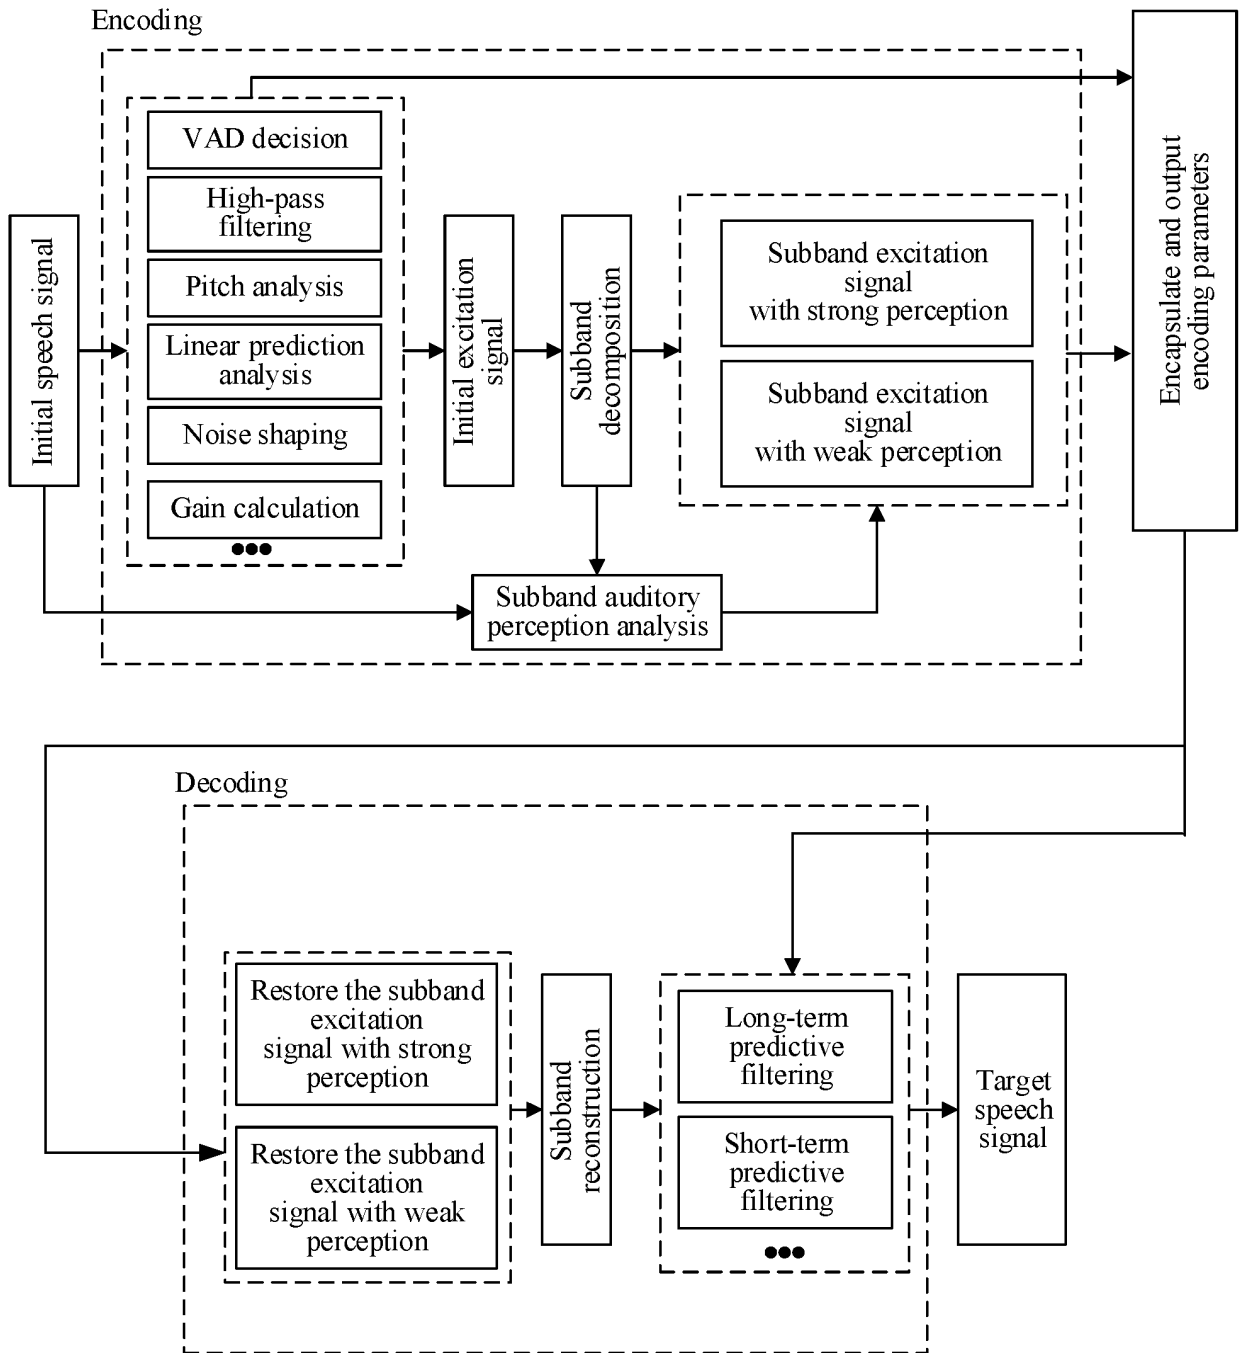 Encoding
VAD decision
High-pass
filtering
Pitch analysis
Linear prediction
analysis
Noise shaping
Gain calculation
Initial speech signal
Initial excitation
signal
Subband
decomposition
Subband excitation
signal
with strong perception
Subband excitation
signal
with weak perception
Subband auditory
perception analysis
Encapsulate and output
encoding parameters
Decoding
Restore the subband
excitation
signal with strong
perception
Restore the subband
excitation
signal with weak
perception
Subband
reconstruction
Long-term
predictive
filtering
Short-term
predictive
filtering
Target
speech
signal